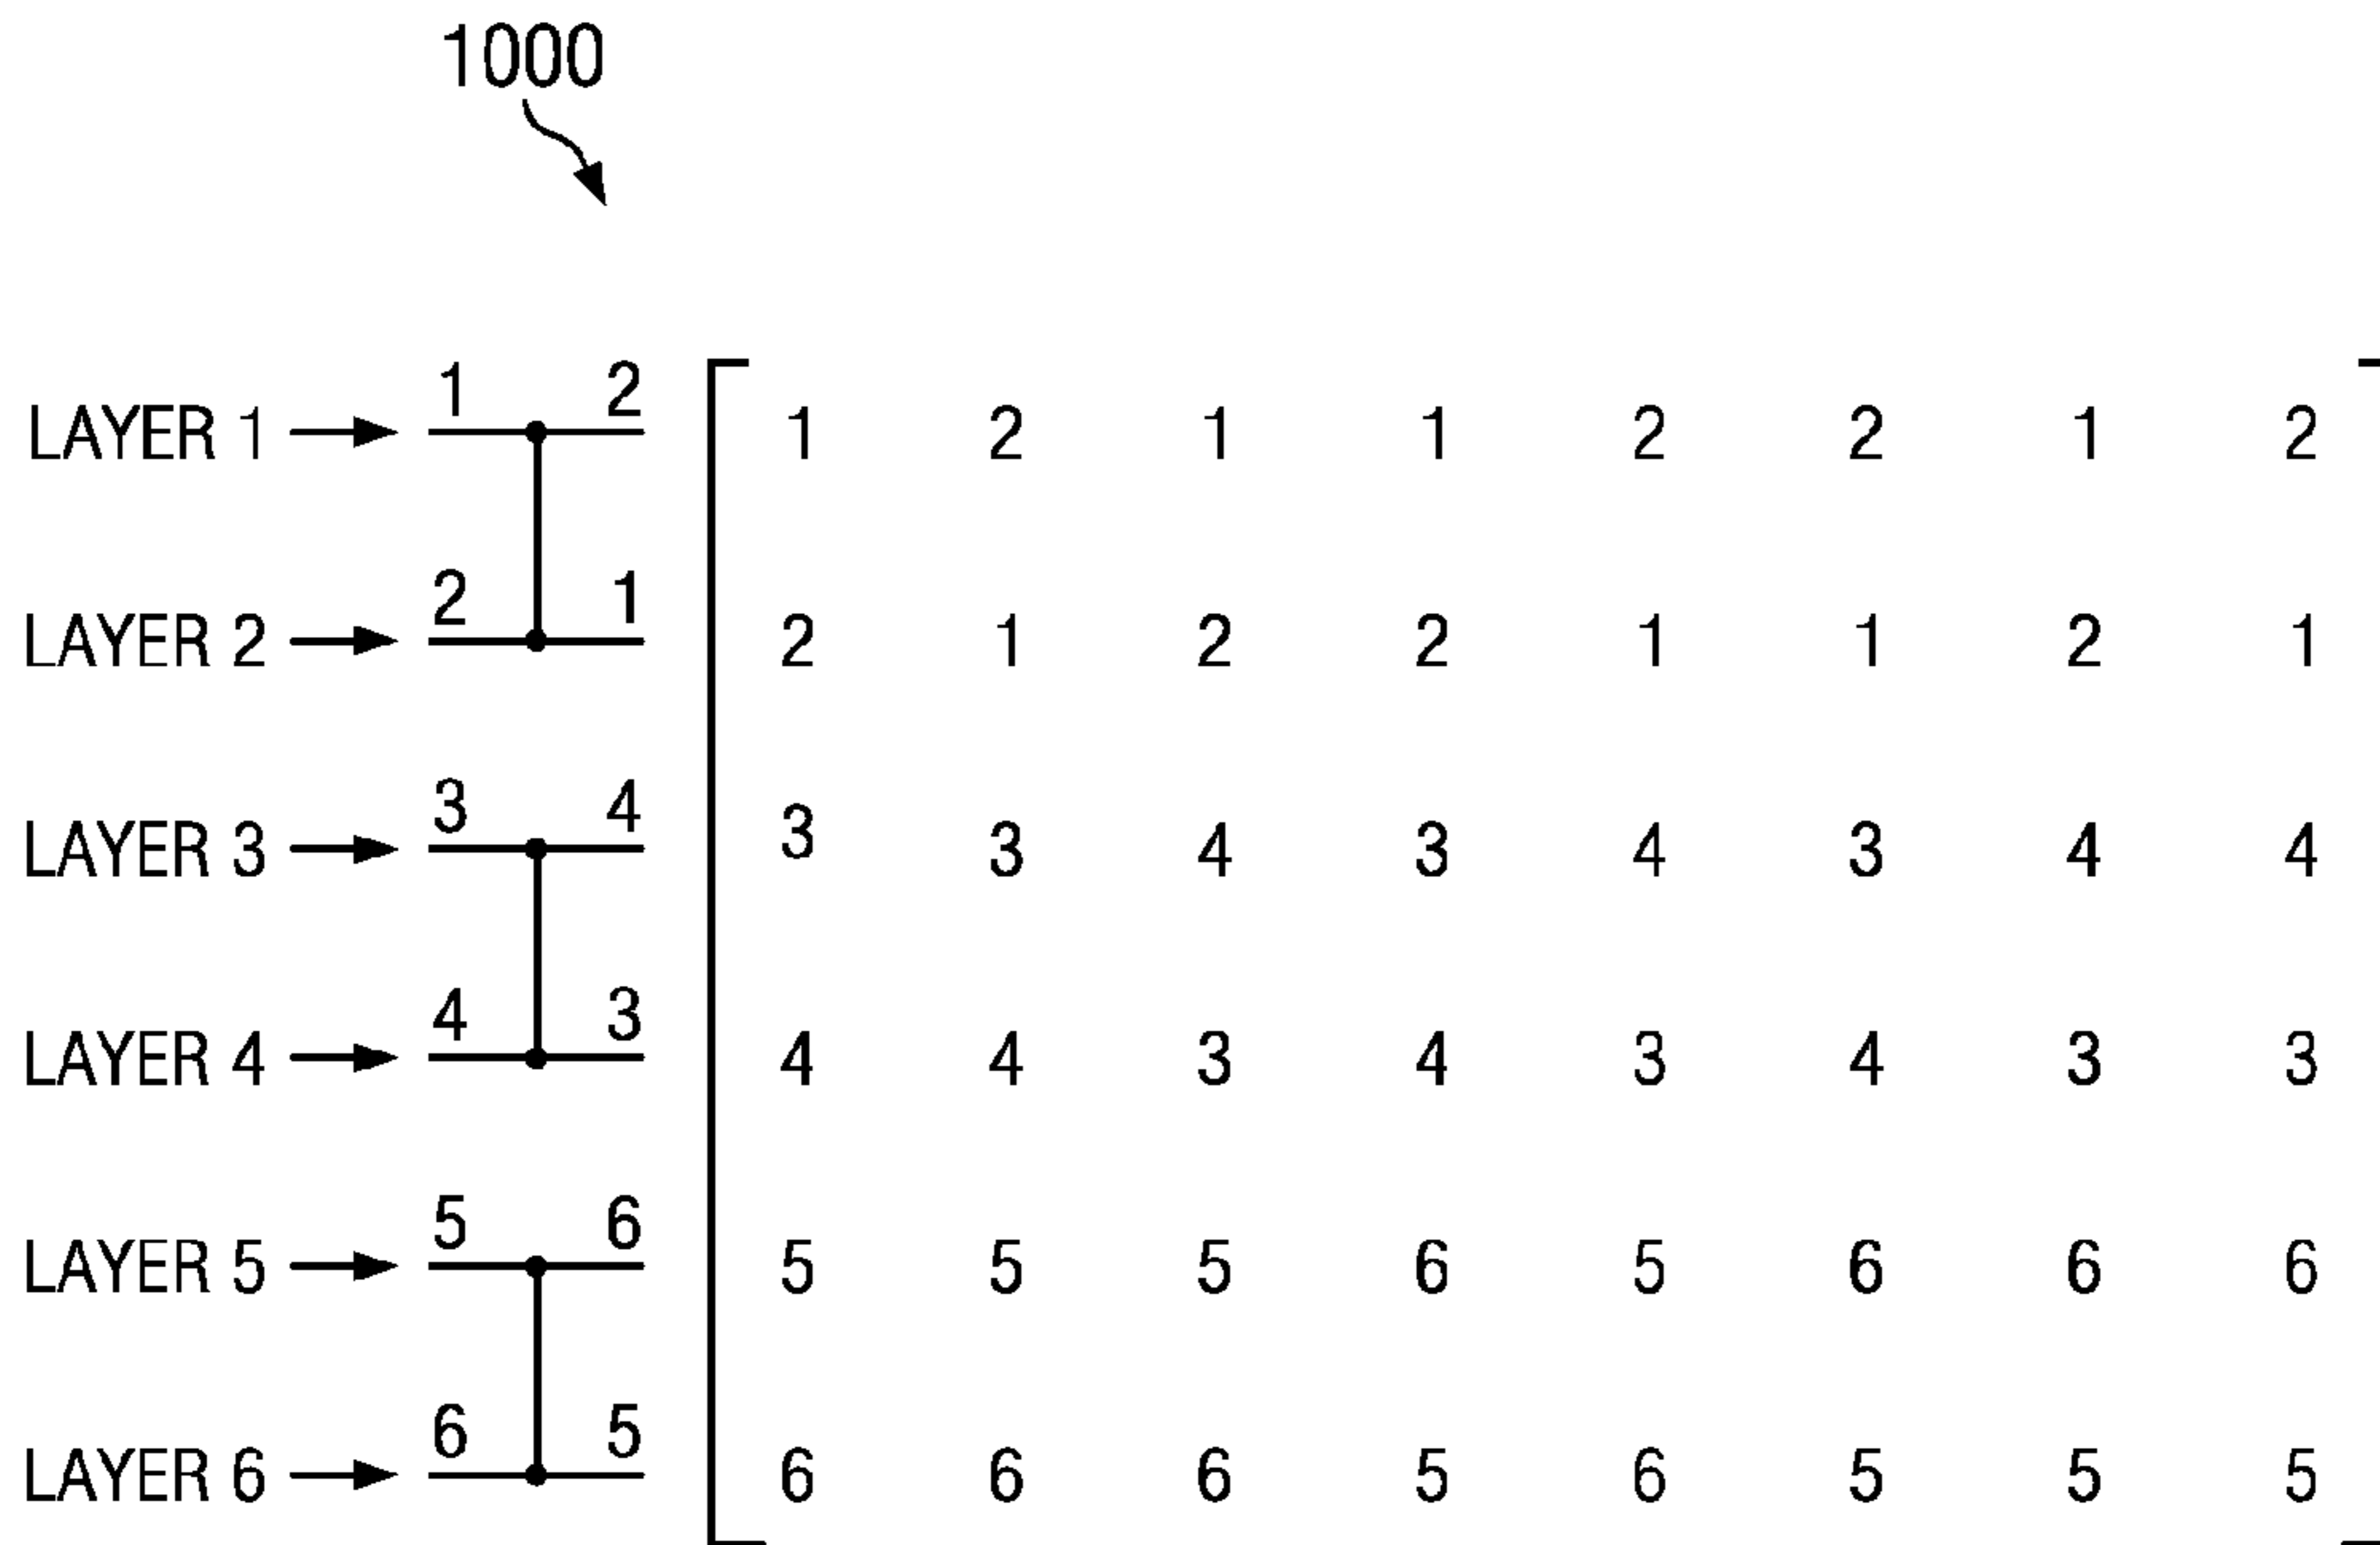 1000
1 2
LAYER 1 1 2 1 1 2 2 1 2
2 1
LAYER 2 2 1 2 2 1 1 2 1
3 4
LAYER 3 3 3 4 3 4 3 4 4
4 3
LAYER 4 4 4 3 4 3 4 3 3
5 6
LAYER 5 5 5 5 6 5 6 6 6
6 5
LAYER 6 6 6 6 5 6 5 5 5